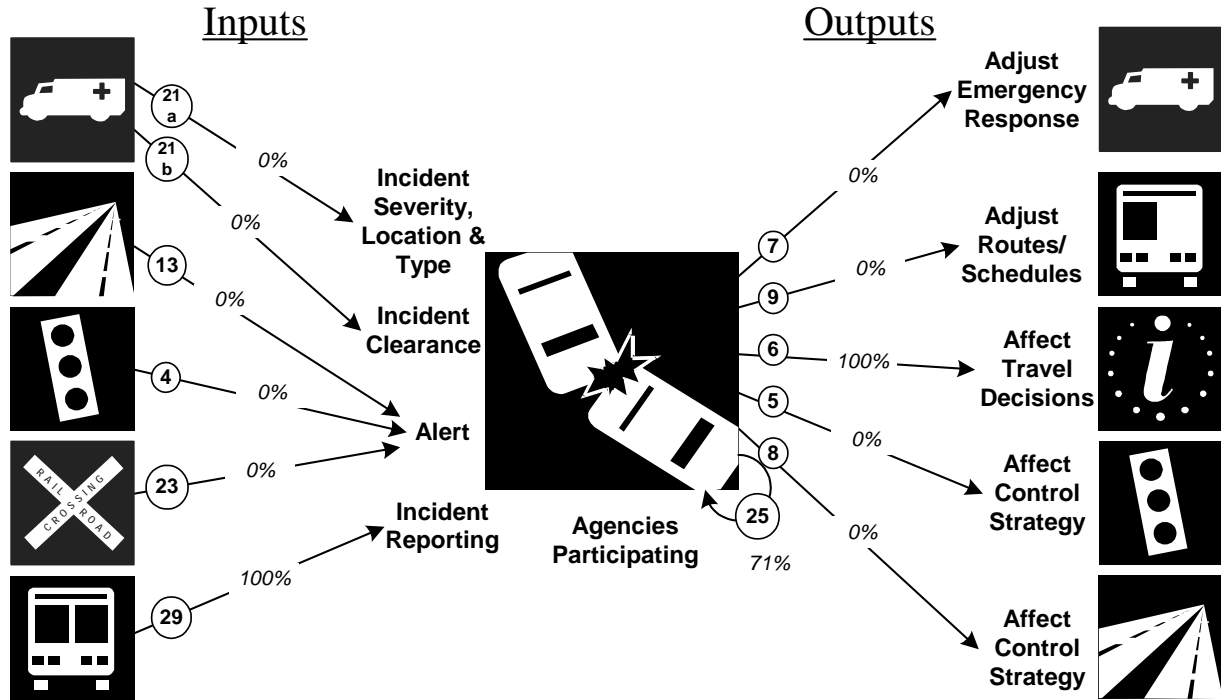 Inputs
Outputs
21
a
0%
21
b
0%
13
0%
4
0%
RAIL
ROAD
CROSSING
23
0%
29
100%
Incident
Severity,
Location &
Type
Incident
Clearance
Alert
Incident
Reporting
Agencies
Participating
25
71%
7
0%
9
0%
6
100%
5
0%
8
0%
Adjust
Emergency
Response
Adjust
Routes/
Schedules
Affect
Travel
Decisions
i
Affect
Control
Strategy
Affect
Control
Strategy